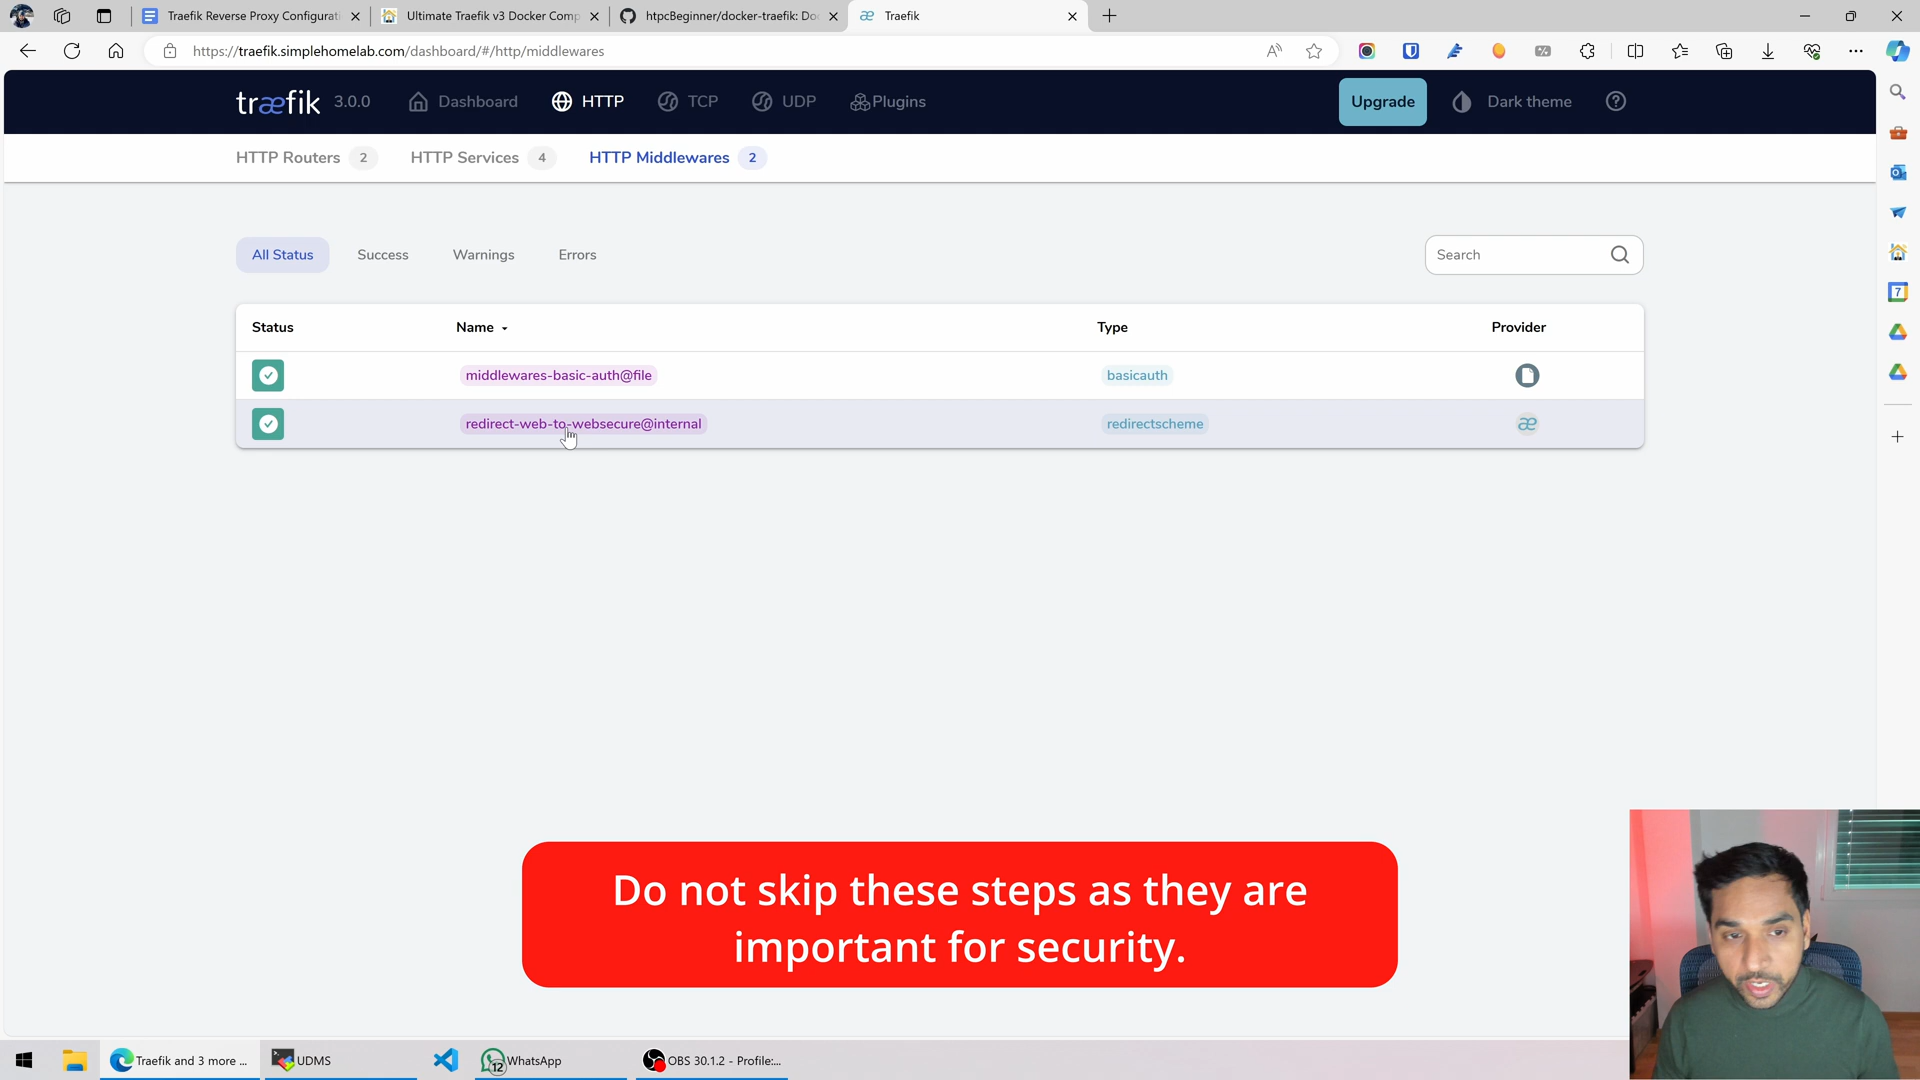 Traefik Reverse Proxy Configurati
Ultimate Traefik v3 Docker Comp
htpcBeginner/docker-traefik: Doc
Traefik
https://traefik.simplehomelab.com/dashboard/#/http/middlewares
træfik 3.0.0
Dashboard
HTTP
TCP
UDP
Plugins
Upgrade
Dark theme
HTTP Routers 2
HTTP Services 4
HTTP Middlewares 2
All Status
Success
Warnings
Errors
Search
Status Name Type Provider
middlewares-basic-auth@file basicauth
redirect-web-to-websecure@internal redirectscheme
Do not skip these steps as they are
important for security.
Traefik and 3 more ...
UDMS
12
WhatsApp
OBS 30.1.2 - Profile:...
7